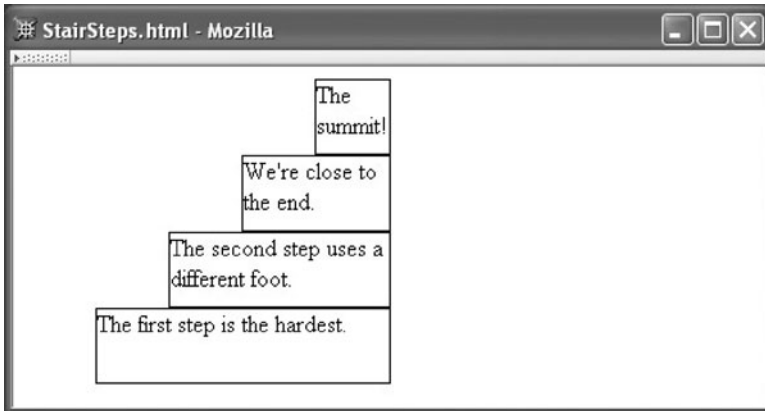 StairSteps.html - Mozilla
The
summit!
We're close to
the end.
The second step uses a
different foot.
The first step is the hardest.